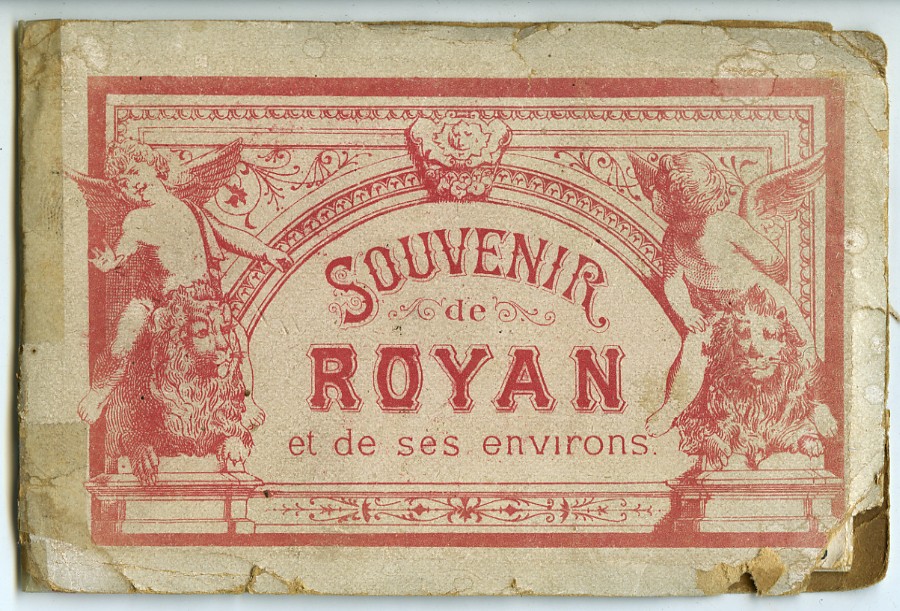 SOUVENIR
de
ROYAN
et de ses environs.